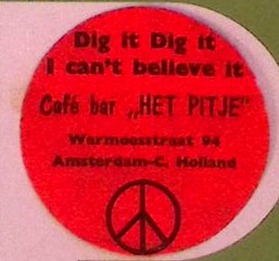 Dig it Dig it
I can't believe it
Café bar „HET PITJE"
Warmoesstraat 94
Amsterdam-C. Holland